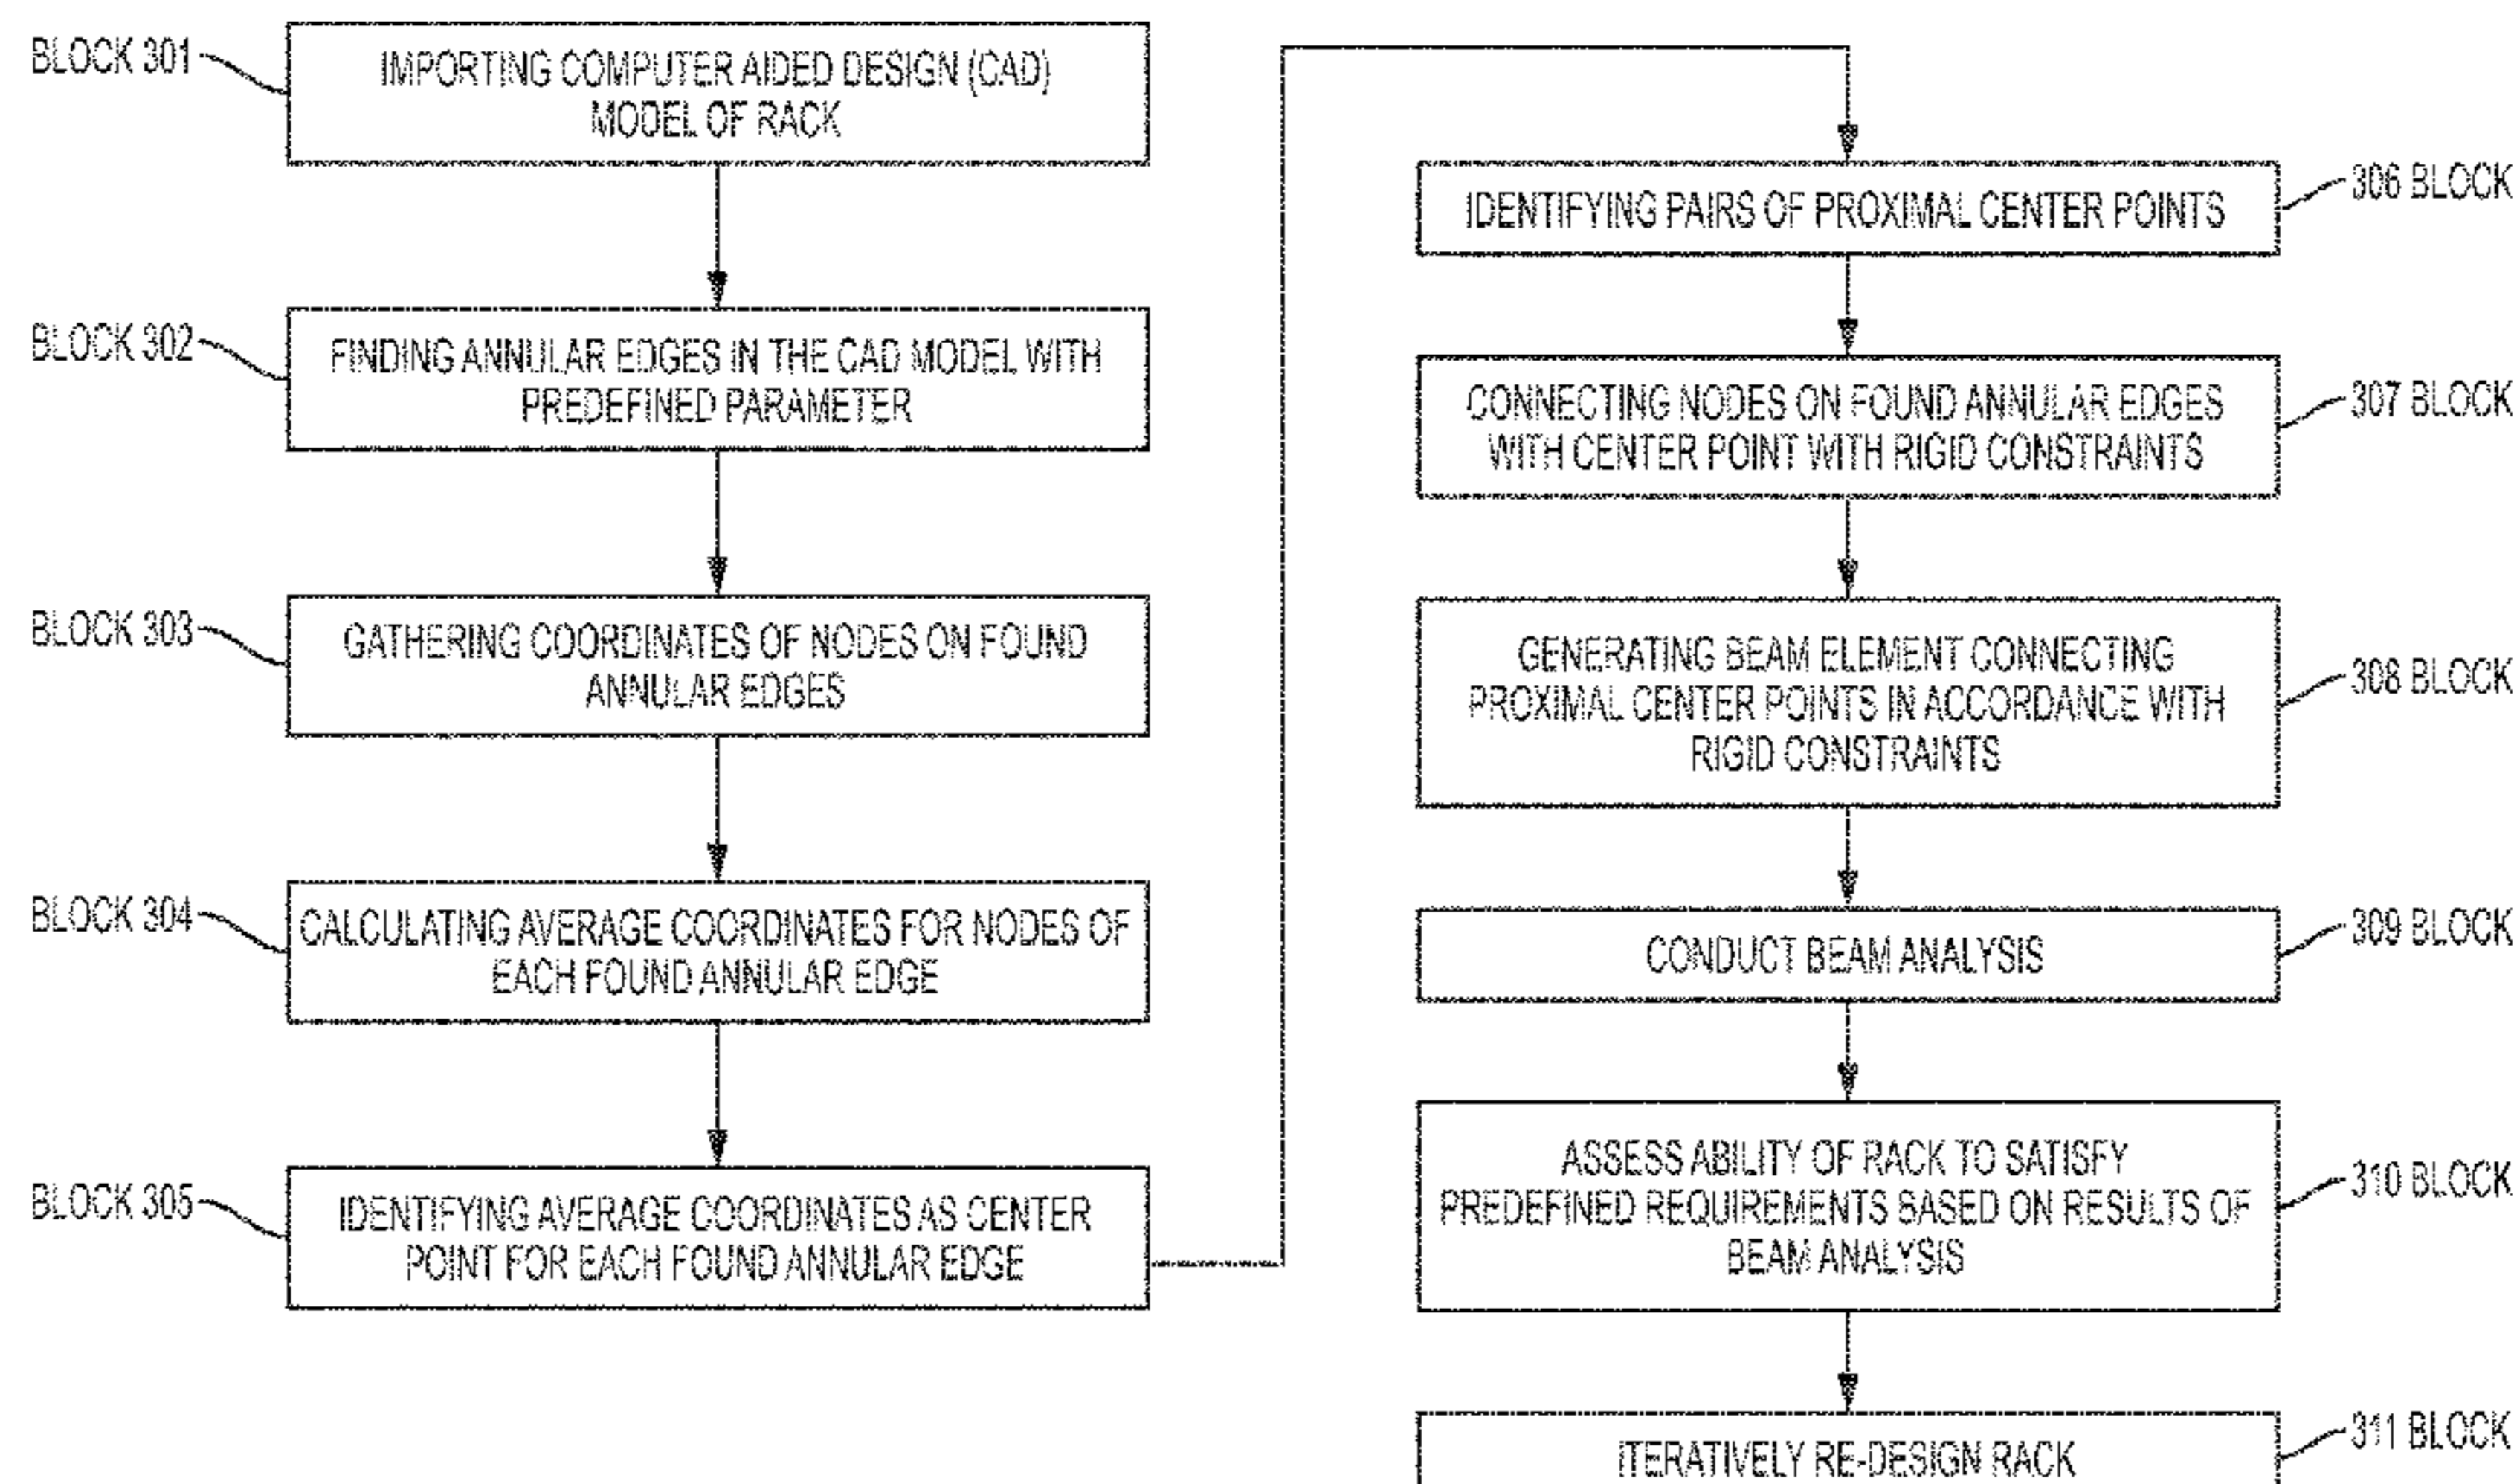 BLOCK 301
IMPORTING COMPUTER AIDED DESIGN (CAD)
MODEL OF RACK
BLOCK 302
FINDING ANNULAR EDGES IN THE CAD MODEL WITH
PREDEFINED PARAMETER
BLOCK 303
GATHERING COORDINATES OF NODES ON FOUND
ANNULAR EDGES
BLOCK 304
CALCULATING AVERAGE COORDINATES FOR NODES OF
EACH FOUND ANNULAR EDGE
BLOCK 305
IDENTIFYING AVERAGE COORDINATES AS CENTER
POINT FOR EACH FOUND ANNULAR EDGE
306 BLOCK
IDENTIFYING PAIRS OF PROXIMAL CENTER POINTS
307 BLOCK
CONNECTING NODES ON FOUND ANNULAR EDGES
WITH CENTER POINT WITH RIGID CONSTRAINTS
308 BLOCK
GENERATING BEAM ELEMENT CONNECTING
PROXIMAL CENTER POINTS IN ACCORDANCE WITH
RIGID CONSTRAINTS
309 BLOCK
CONDUCT BEAM ANALYSIS
310 BLOCK
ASSESS ABILITY OF RACK TO SATISFY
PREDEFINED REQUIREMENTS BASED ON RESULTS OF
BEAM ANALYSIS
311 BLOCK
ITERATIVELY RE-DESIGN RACK